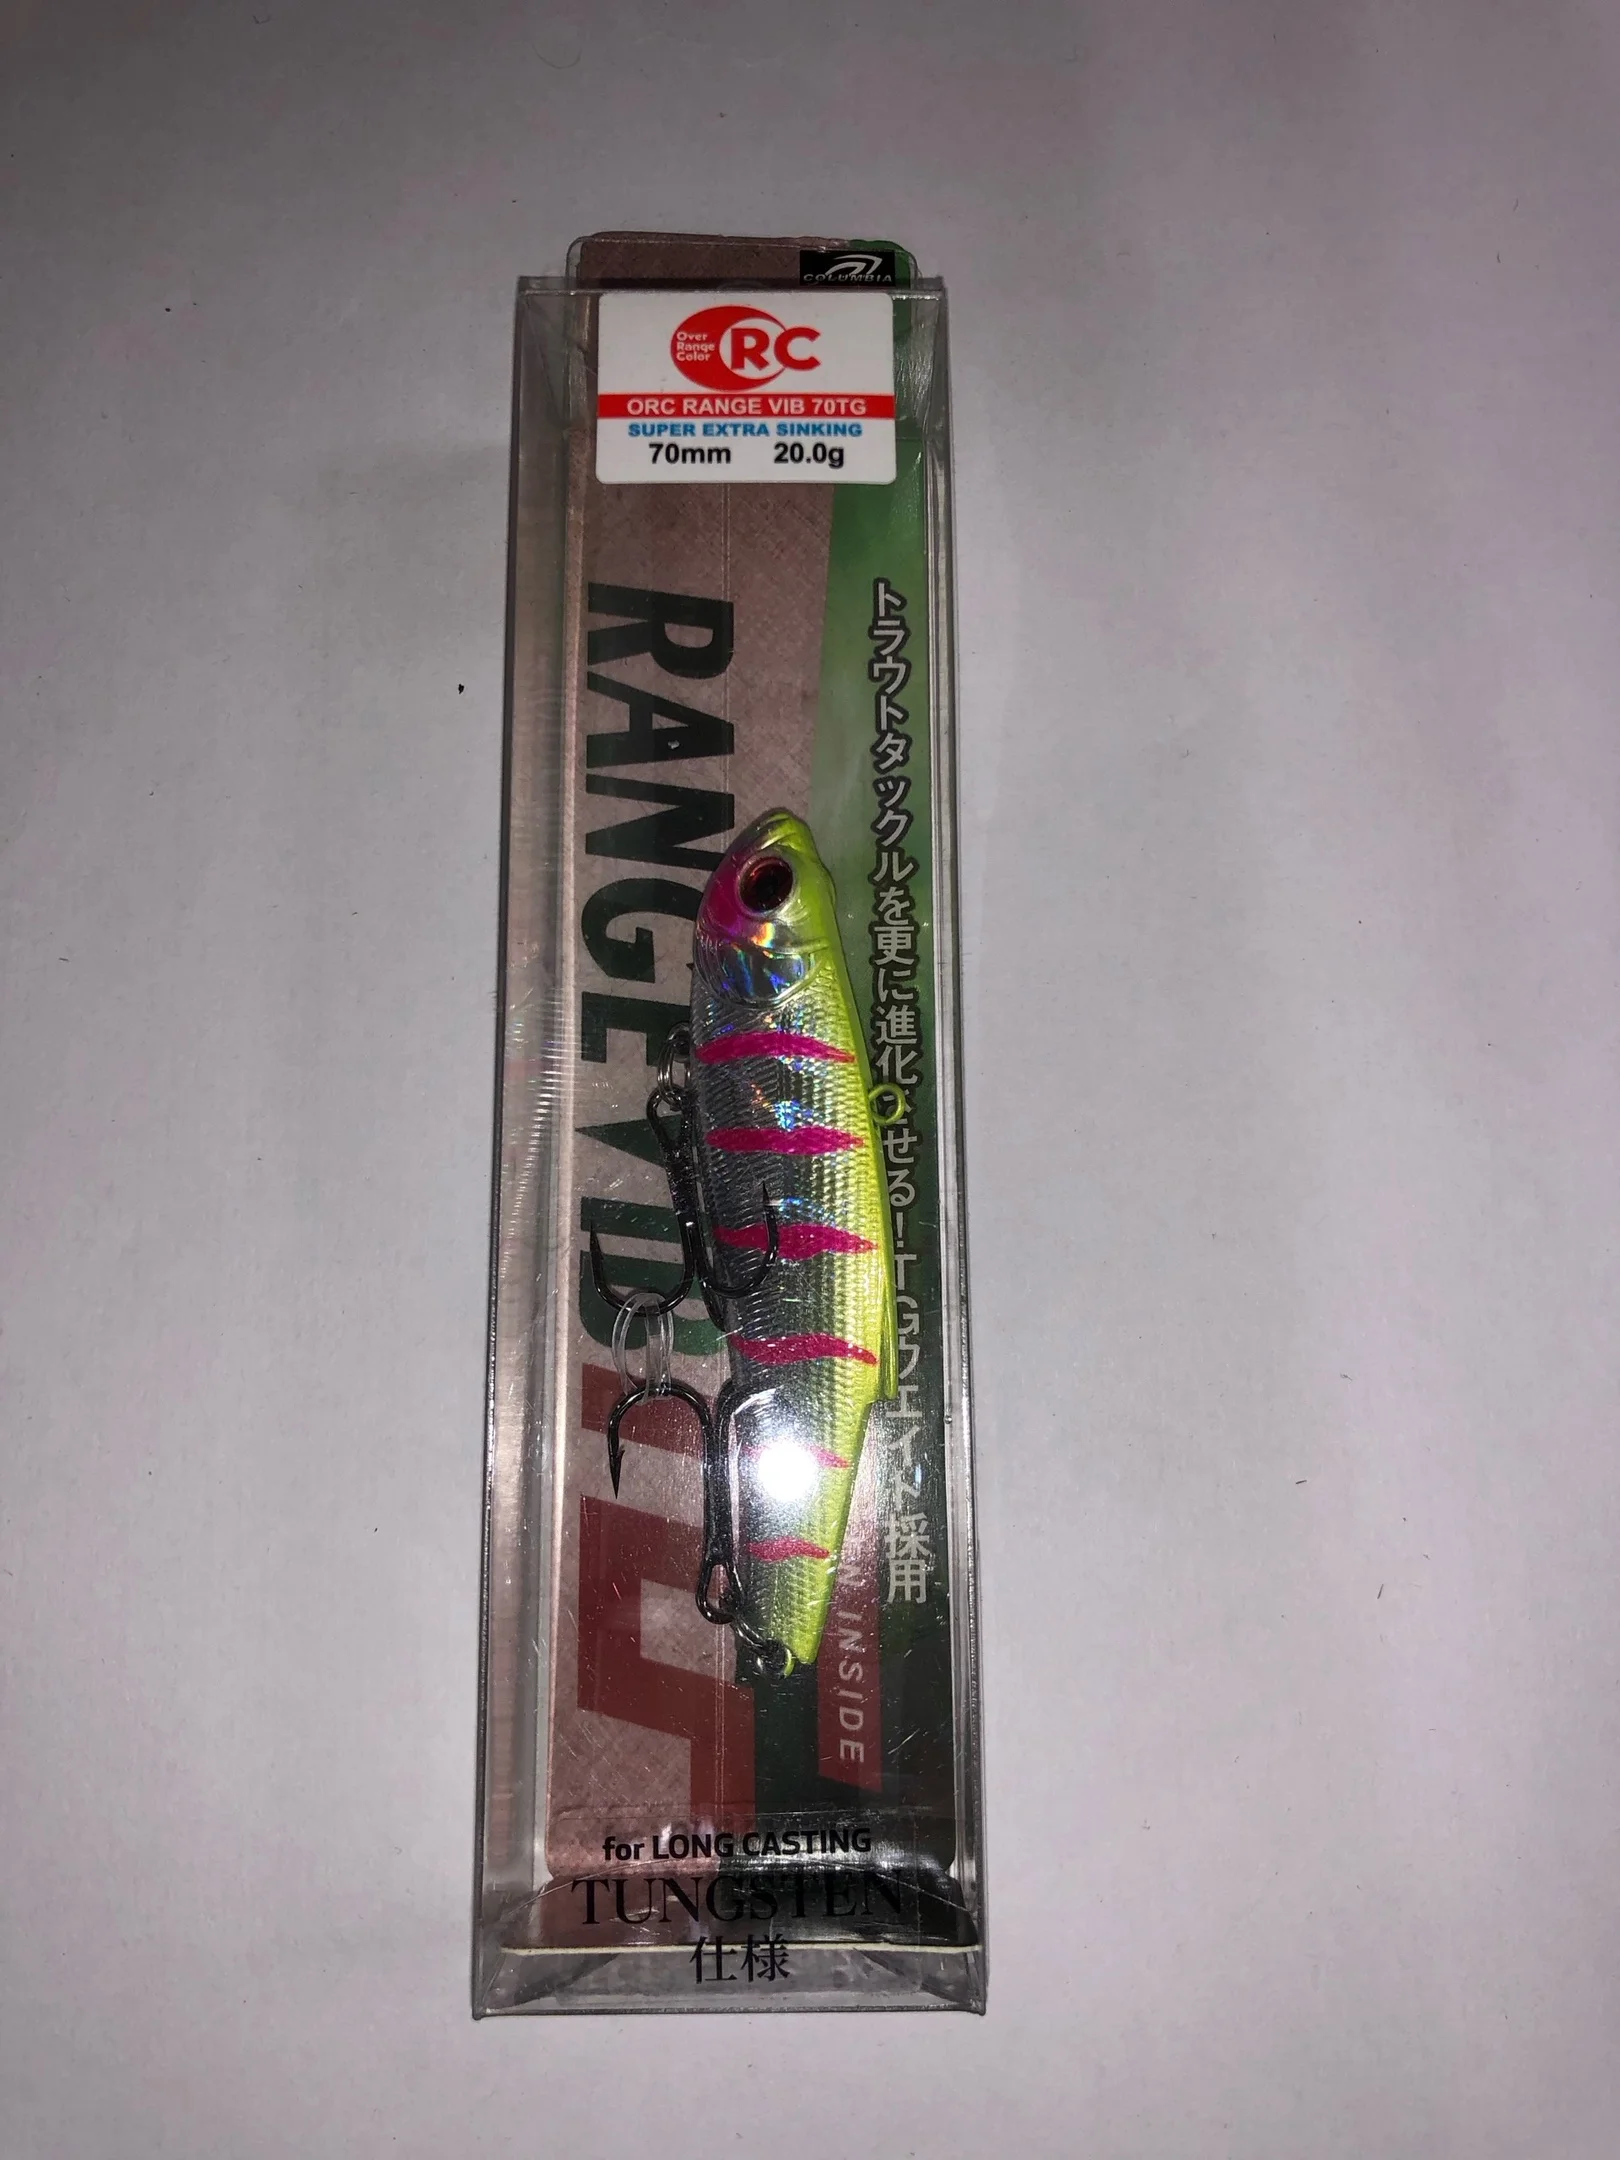 COLUMBIA
Over
Range
Color
RC
ORC RANGE VIB 70TG
SUPER EXTRA SINKING
70mm 20.0g
RANGE VIB
トラウトタックルを更に進化させる!TGウエイト採用
INSIDE
for LONG CASTING
TUNGSTEN
仕様